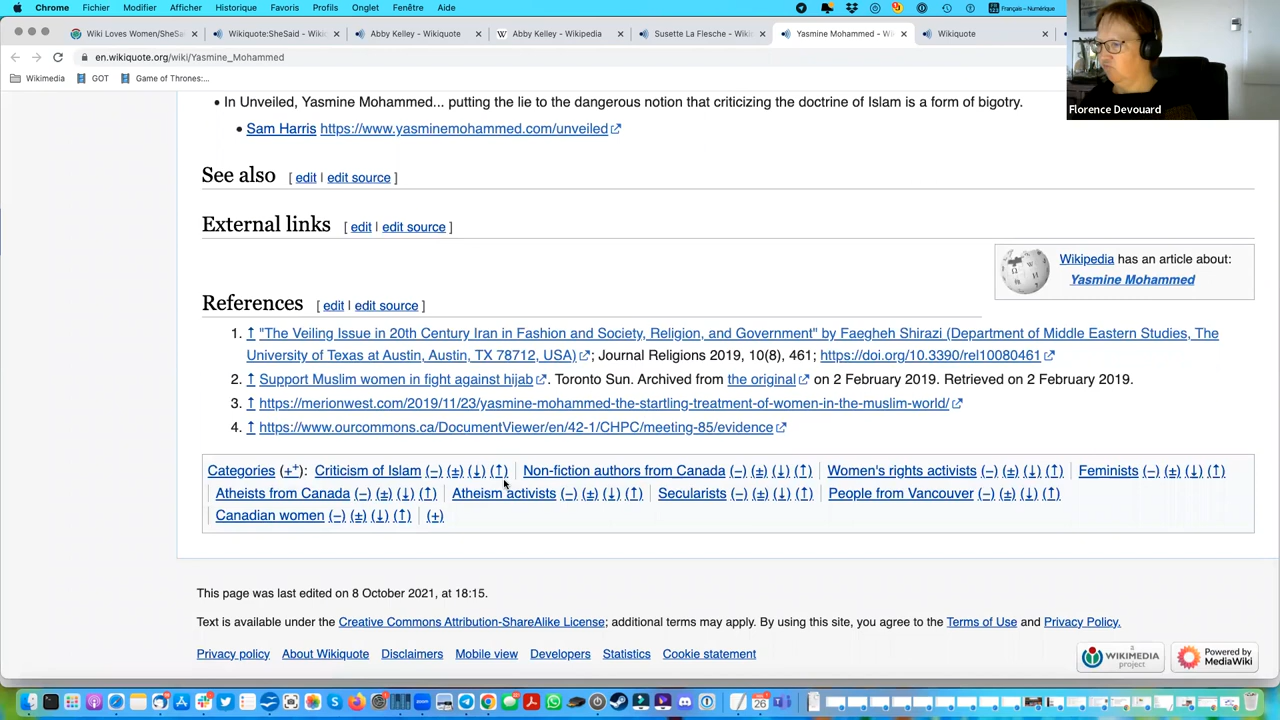 Chrome Fichier Modifier Afficher Historique Favoris Profils Onglet Fenêtre Aide Français – Numérique
Wiki Loves Women/SheSa Wikiquote:SheSaid - Wiki Abby Kelley - Wikiquote Abby Kelley - Wikipedia Susette La Flesche - Wiki Yasmine Mohammed - Wi Wikiquote
en.wikiquote.org/wiki/Yasmine_Mohammed
Wikimedia GOT Game of Thrones:...
Florence Devouard
• In Unveiled, Yasmine Mohammed... putting the lie to the dangerous notion that criticizing the doctrine of Islam is a form of bigotry.
• Sam Harris https://www.yasminemohammed.com/unveiled
See also [ edit | edit source ]
External links [ edit | edit source ]
Wikipedia has an article about:
Yasmine Mohammed
References [ edit | edit source ]
1. ↑ "The Veiling Issue in 20th Century Iran in Fashion and Society, Religion, and Government" by Faegheh Shirazi (Department of Middle Eastern Studies, The
University of Texas at Austin, Austin, TX 78712, USA) ; Journal Religions 2019, 10(8), 461; https://doi.org/10.3390/rel10080461
2. ↑ Support Muslim women in fight against hijab . Toronto Sun. Archived from the original on 2 February 2019. Retrieved on 2 February 2019.
3. ↑ https://merionwest.com/2019/11/23/yasmine-mohammed-the-startling-treatment-of-women-in-the-muslim-world/
4. ↑ https://www.ourcommons.ca/DocumentViewer/en/42-1/CHPC/meeting-85/evidence
Categories (++): Criticism of Islam (–) (±) (↓) (↑) | Non-fiction authors from Canada (–) (±) (↓) (↑) | Women's rights activists (–) (±) (↓) (↑) | Feminists (–) (±) (↓) (↑)
| Atheists from Canada (–) (±) (↓) (↑) | Atheism activists (–) (±) (↓) (↑) | Secularists (–) (±) (↓) (↑) | People from Vancouver (–) (±) (↓) (↑)
| Canadian women (–) (±) (↓) (↑) | (+)
This page was last edited on 8 October 2021, at 18:15.
Text is available under the Creative Commons Attribution-ShareAlike License; additional terms may apply. By using this site, you agree to the Terms of Use and Privacy Policy.
Privacy policy About Wikiquote Disclaimers Mobile view Developers Statistics Cookie statement
a WIKIMEDIA project
Powered by MediaWiki
26